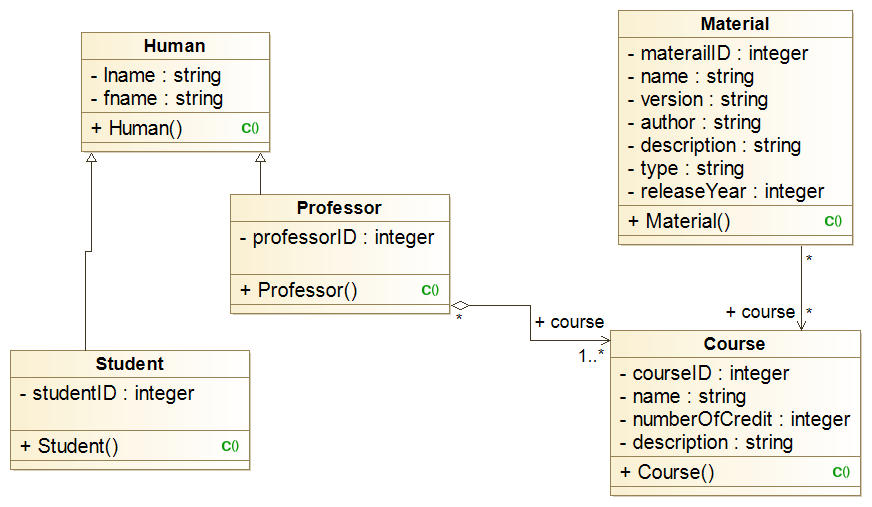 Human
- lname : string
- fname : string
+ Human() C()
Material
- materailID : integer
- name : string
- version : string
- author : string
- description : string
- type : string
- releaseYear : integer
+ Material() C()
Professor
- professorID : integer
+ Professor() C()
*
+ course
1..*
*
+ course *
Student
- studentID : integer
+ Student() C()
Course
- courseID : integer
- name : string
- numberOfCredit : integer
- description : string
+ Course() C()